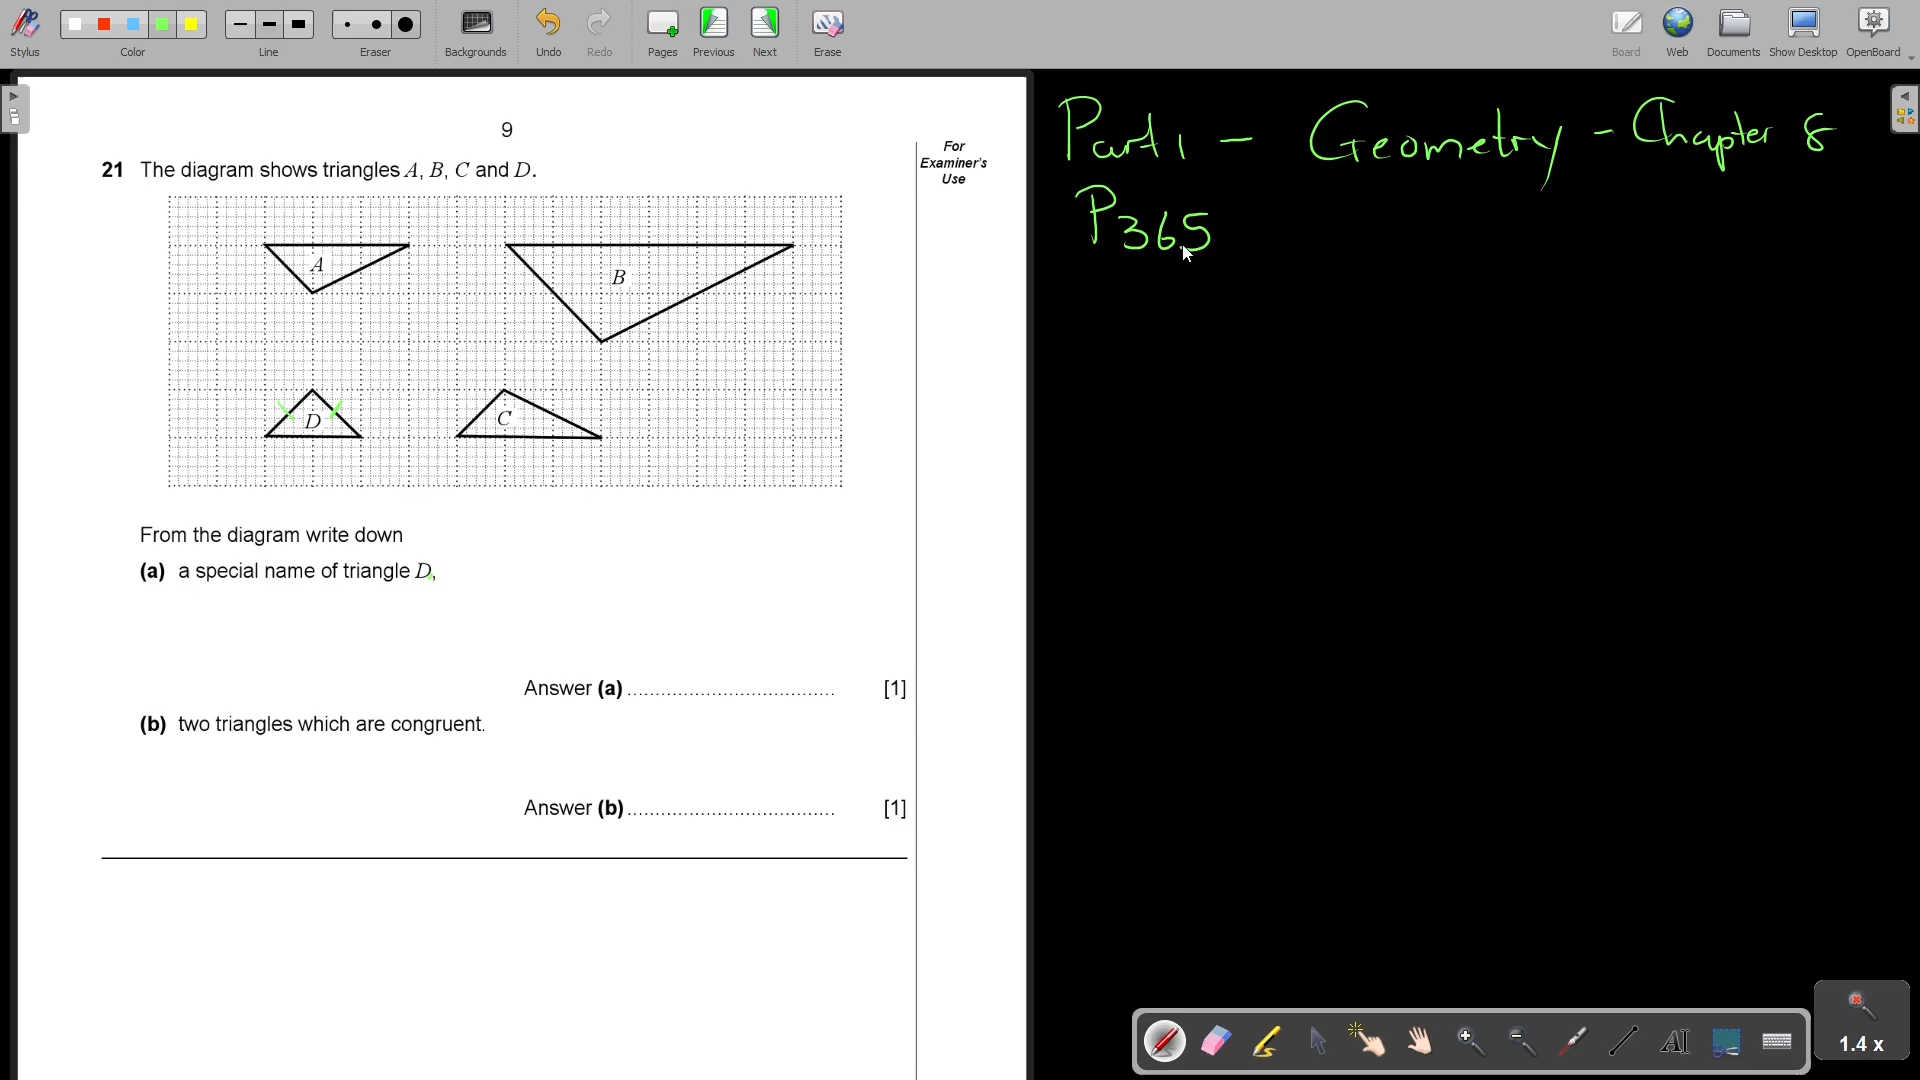 Stylus Color Line Eraser Backgrounds Undo Redo Pages Previous Next Erase Board Web Documents Show Desktop OpenBoard
9
For
Examiner's
Use
21 The diagram shows triangles A, B, C and D.
A
B
D
C
From the diagram write down
(a) a special name of triangle D,
Answer (a) ..................................... [1]
(b) two triangles which are congruent.
Answer (b) ..................................... [1]
Part 1 - Geometry - Chapter 8
P365
AI
1.4 x